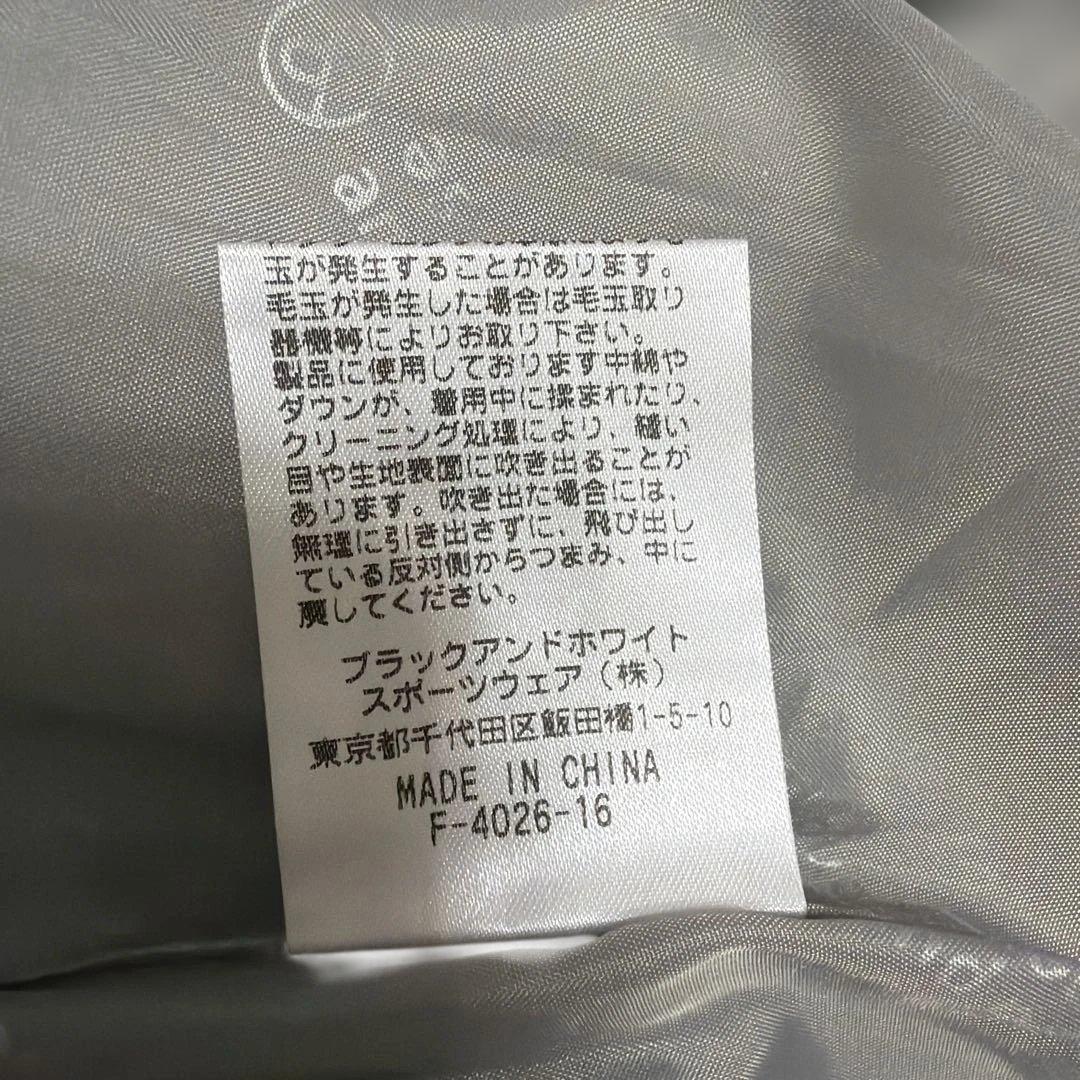 玉が発生することがあります。
毛玉が発生した場合は毛玉取り
器機等によりお取り下さい。
製品に使用しております中綿や
ダウンが、着用中に揉まれたり、
クリーニング処理により、縫い
目や生地表面に吹き出ることが
あります。吹き出た場合には、
無理に引き出さずに、飛び出し
ている反対側からつまみ、中に
戻してください。
ブラックアンドホワイト
スポーツウェア(株)
東京都千代田区飯田橋1-5-10
MADE IN CHINA
F-4026-16